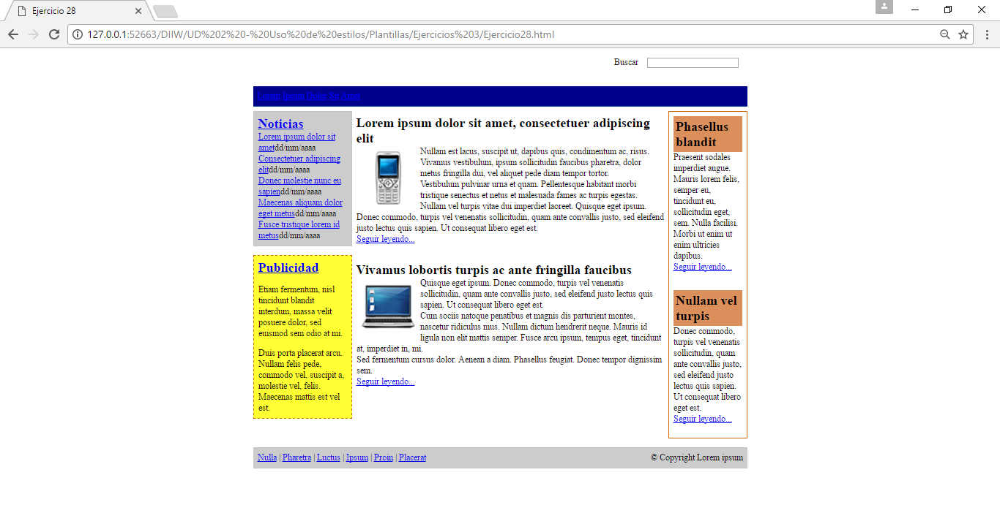 Ejercicio 28
127.0.0.1:52663/DIIW/UD%202%20-%20Uso%20de%20estilos/Plantillas/Ejercicios%203/Ejercicio28.html
Buscar
Lorem Ipsum Dolor Sit Amet
Noticias
Lorem ipsum dolor sit
ametdd/mm/aaaa
Consectetuer adipiscing
elitdd/mm/aaaa
Donec molestie nunc eu
sapiendd/mm/aaaa
Maecenas aliquam dolor
eget metusdd/mm/aaaa
Fusce tristique lorem id
metusdd/mm/aaaa
Publicidad
Etiam fermentum, nisl
tincidunt blandit
interdum, massa velit
posuere dolor, sed
euismod sem odio at mi.
Duis porta placerat arcu.
Nullam felis pede,
commodo vel, suscipit a,
molestie vel, felis.
Maecenas mattis est vel
est.
Lorem ipsum dolor sit amet, consectetuer adipiscing
elit
Nullam est lacus, suscipit ut, dapibus quis, condimentum ac, risus.
Vivamus vestibulum, ipsum sollicitudin faucibus pharetra, dolor
metus fringilla dui, vel aliquet pede diam tempor tortor.
Vestibulum pulvinar urna et quam. Pellentesque habitant morbi
tristique senectus et netus et malesuada fames ac turpis egestas.
Nullam vel turpis vitae dui imperdiet laoreet. Quisque eget ipsum.
Donec commodo, turpis vel venenatis sollicitudin, quam ante convallis justo, sed eleifend
justo lectus quis sapien. Ut consequat libero eget est.
Seguir leyendo...
Vivamus lobortis turpis ac ante fringilla faucibus
Quisque eget ipsum. Donec commodo, turpis vel venenatis
sollicitudin, quam ante convallis justo, sed eleifend justo lectus quis
sapien. Ut consequat libero eget est.
Cum sociis natoque penatibus et magnis dis parturient montes,
nascetur ridiculus mus. Nullam dictum hendrerit neque. Mauris id
ligula non elit mattis semper. Fusce arcu ipsum, tempus eget, tincidunt
at, imperdiet in, mi.
Sed fermentum cursus dolor. Aenean a diam. Phasellus feugiat. Donec tempor dignissim
sem.
Seguir leyendo...
Phasellus
blandit
Praesent sodales
imperdiet augue.
Mauris lorem felis,
semper eu,
tincidunt eu,
sollicitudin eget,
sem. Nulla facilisi.
Morbi ut enim ut
enim ultricies
dapibus.
Seguir leyendo...
Nullam vel
turpis
Donec commodo,
turpis vel venenatis
sollicitudin, quam
ante convallis justo,
sed eleifend justo
lectus quis sapien.
Ut consequat libero
eget est.
Seguir leyendo...
Nulla | Pharetra | Luctus | Ipsum | Proin | Placerat
© Copyright Lorem ipsum